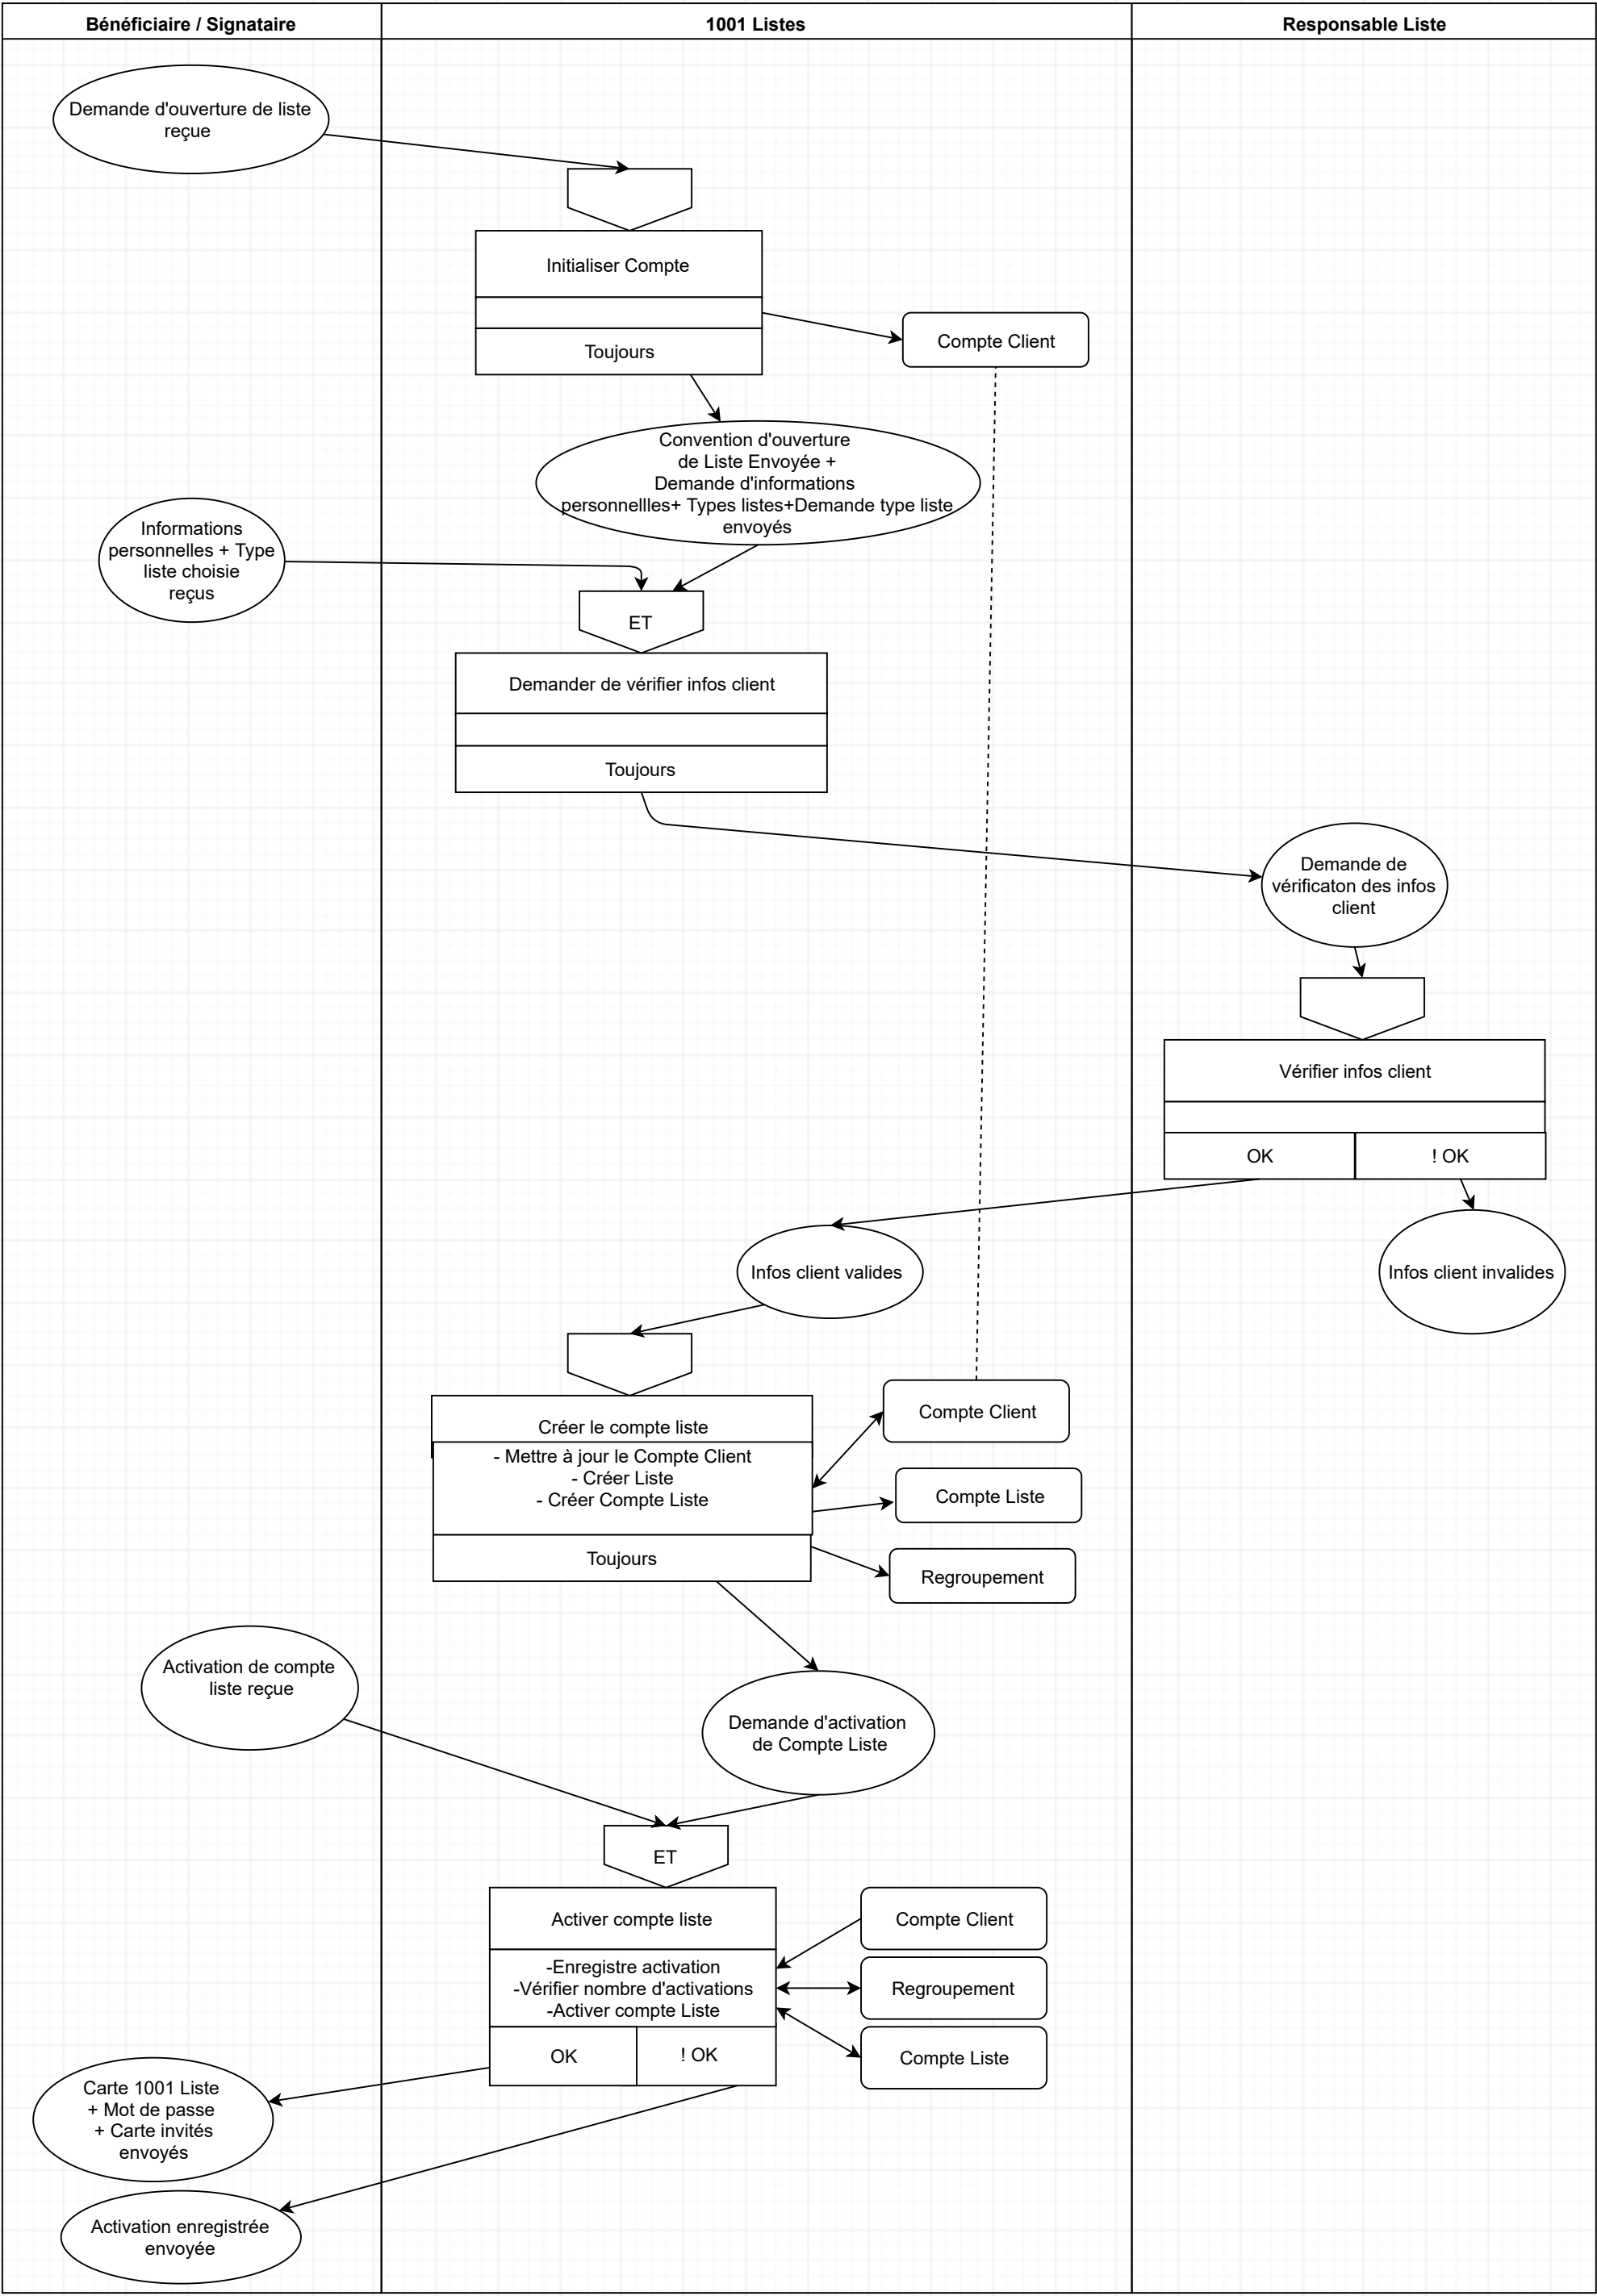 Bénéficiaire / Signataire
1001 Listes
Responsable Liste
Demande d'ouverture de liste
reçue
Initialiser Compte
Toujours
Compte Client
Convention d'ouverture
de Liste Envoyée +
Demande d'informations
personnellles+ Types listes+Demande type liste
envoyés
Informations
personnelles + Type
liste choisie
reçus
ET
Demander de vérifier infos client
Toujours
Demande de
vérificaton des infos
client
Vérifier infos client
OK
! OK
Infos client valides
Infos client invalides
Créer le compte liste
- Mettre à jour le Compte Client
- Créer Liste
- Créer Compte Liste
Toujours
Compte Client
Compte Liste
Regroupement
Activation de compte
liste reçue
Demande d'activation
de Compte Liste
ET
Activer compte liste
-Enregistre activation
-Vérifier nombre d'activations
-Activer compte Liste
OK
! OK
Compte Client
Regroupement
Compte Liste
Carte 1001 Liste
+ Mot de passe
+ Carte invités
envoyés
Activation enregistrée
envoyée